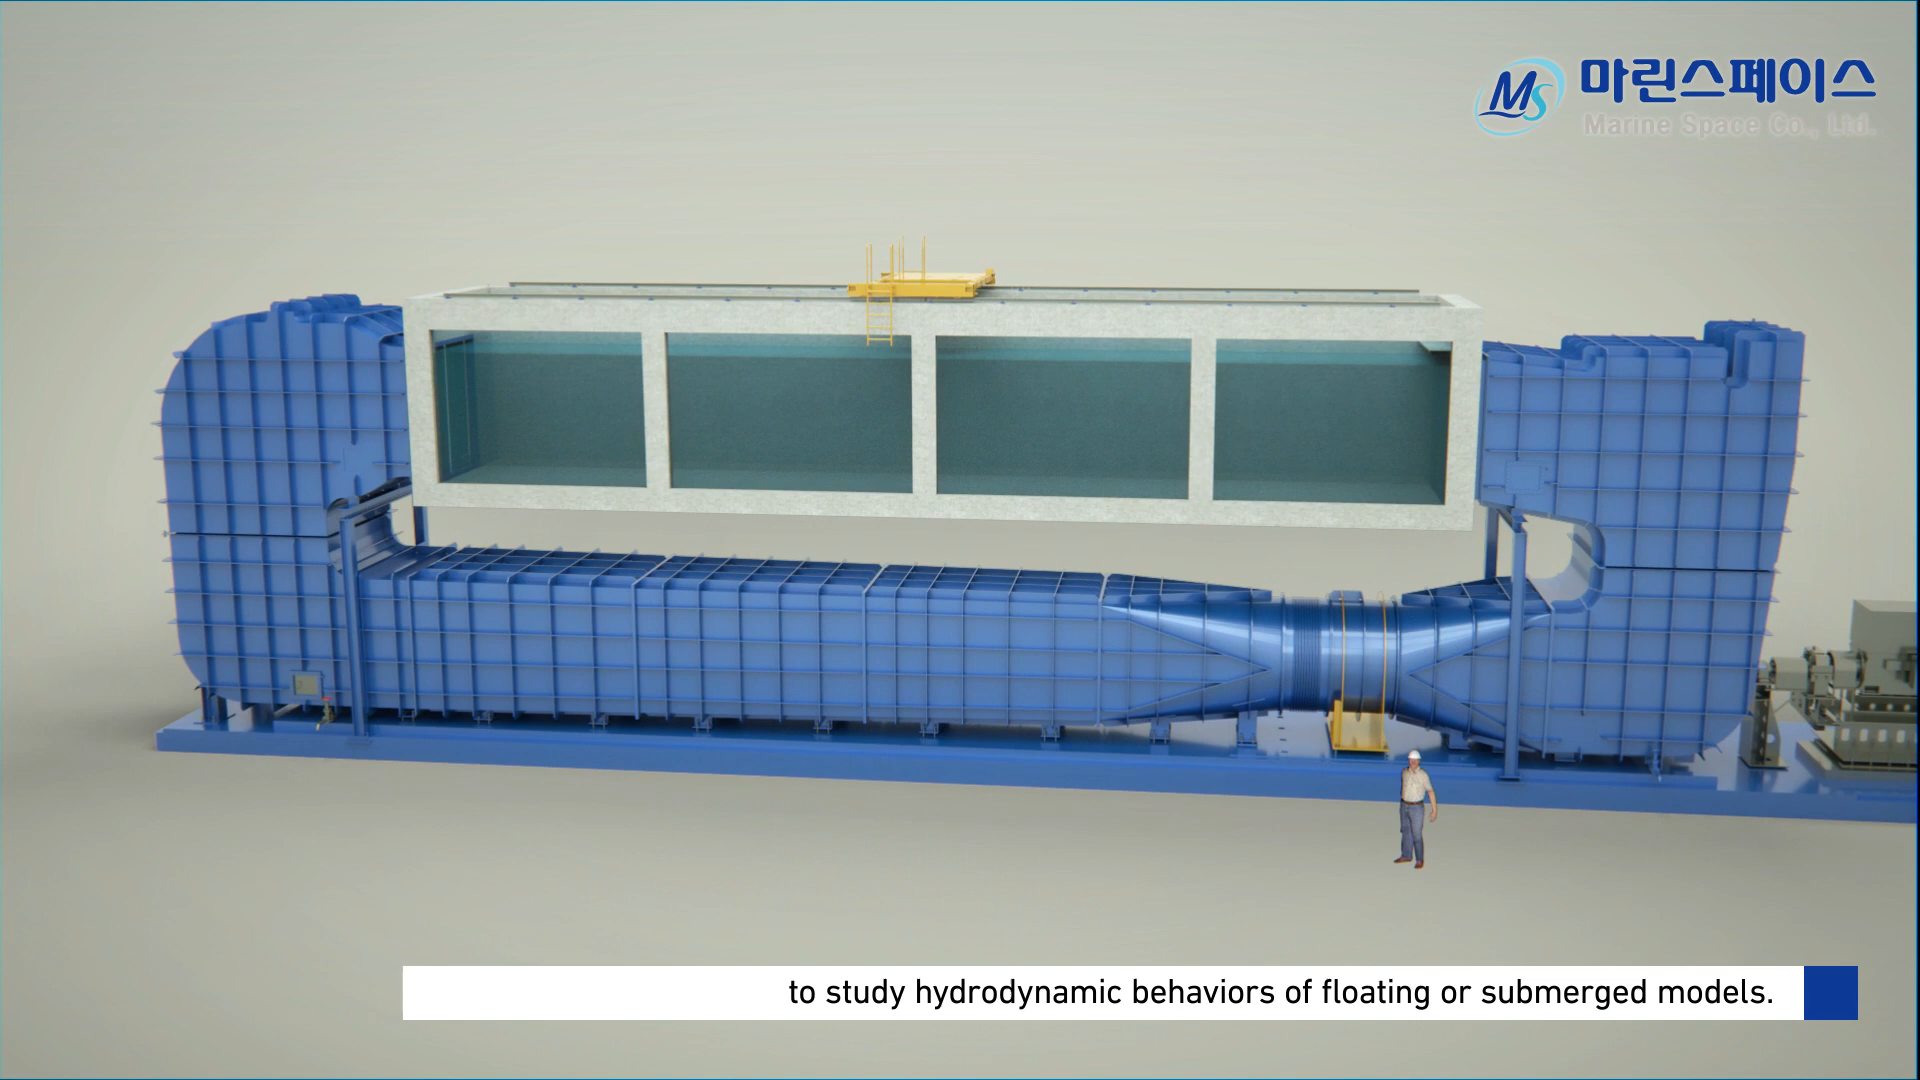 MS 마린스페이스
Marine Space Co., Ltd.
to study hydrodynamic behaviors of floating or submerged models.